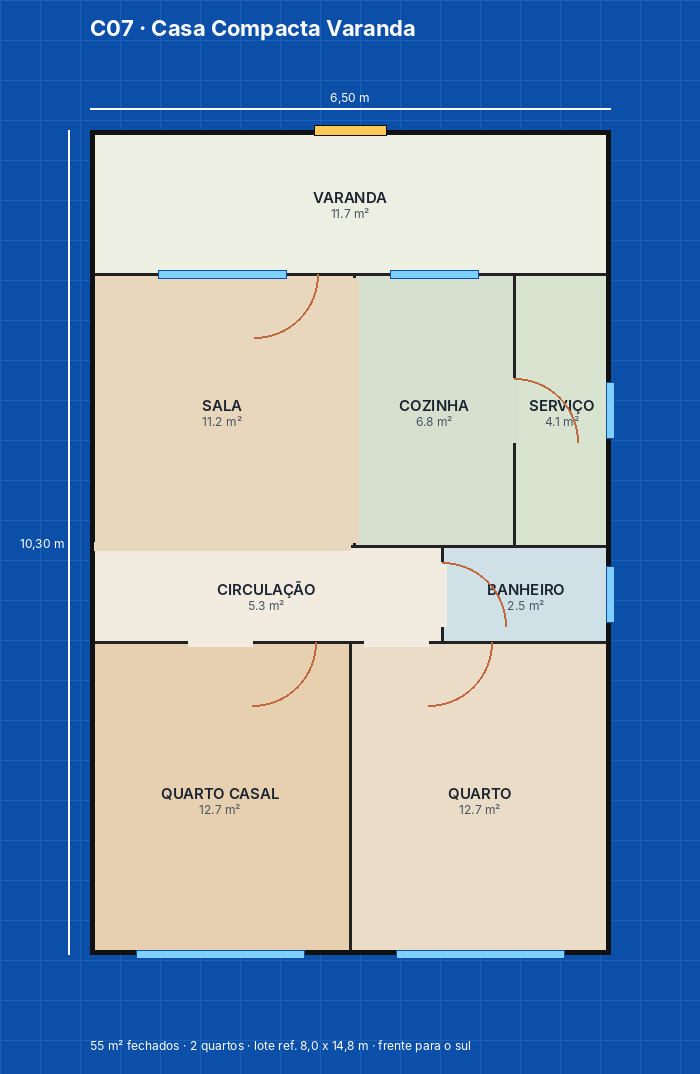 C07 · Casa Compacta Varanda
6,50 m
VARANDA
11.7 m²
SALA
11.2 m²
COZINHA
6.8 m²
SERVIÇO
4.1 m²
10,30 m
CIRCULAÇÃO
5.3 m²
BANHEIRO
2.5 m²
QUARTO CASAL
12.7 m²
QUARTO
12.7 m²
55 m² fechados · 2 quartos · lote ref. 8,0 x 14,8 m · frente para o sul